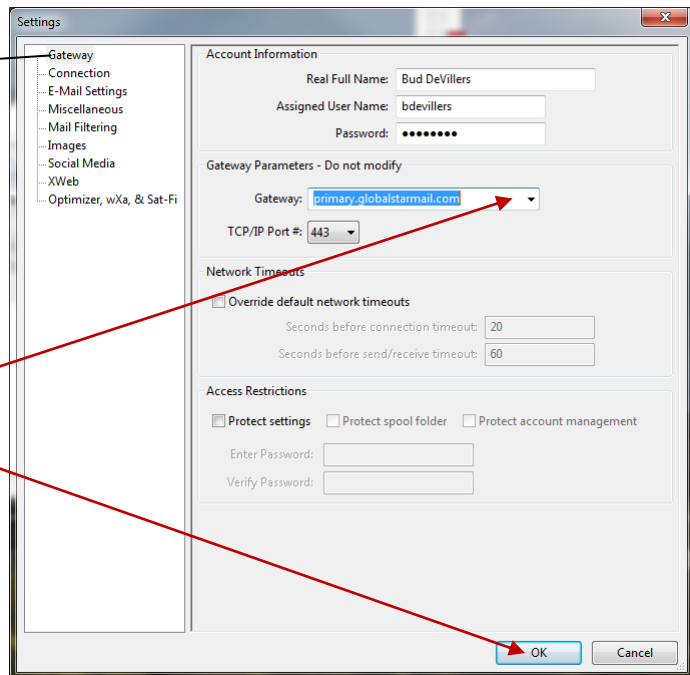 Settings
Gateway
Connection
E-Mail Settings
Miscellaneous
Mail Filtering
Images
Social Media
XWeb
Optimizer, wXa, & Sat-Fi
Account Information
Real Full Name: Bud DeVillers
Assigned User Name: bdevillers
Password: ••••••••
Gateway Parameters - Do not modify
Gateway: primary.globalstarmail.com
TCP/IP Port #: 443
Network Timeouts
Override default network timeouts
Seconds before connection timeout: 20
Seconds before send/receive timeout: 60
Access Restrictions
Protect settings Protect spool folder Protect account management
Enter Password:
Verify Password:
OK Cancel